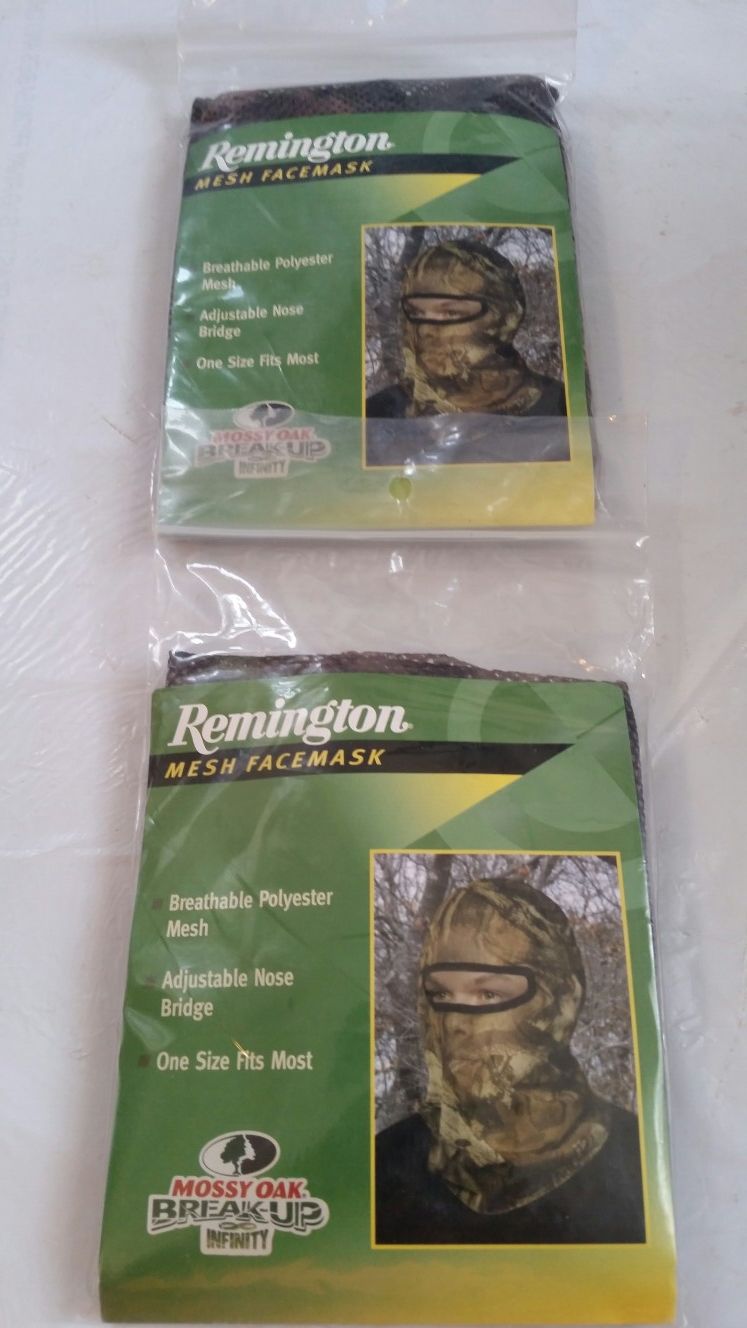 Remington
MESH FACEMASK
Breathable Polyester
Mesh
Adjustable Nose
Bridge
One Size Fits Most
MOSSY OAK
BREAK-UP
INFINITY
Remington
MESH FACEMASK
Breathable Polyester
Mesh
Adjustable Nose
Bridge
One Size Fits Most
MOSSY OAK
BREAK-UP
INFINITY